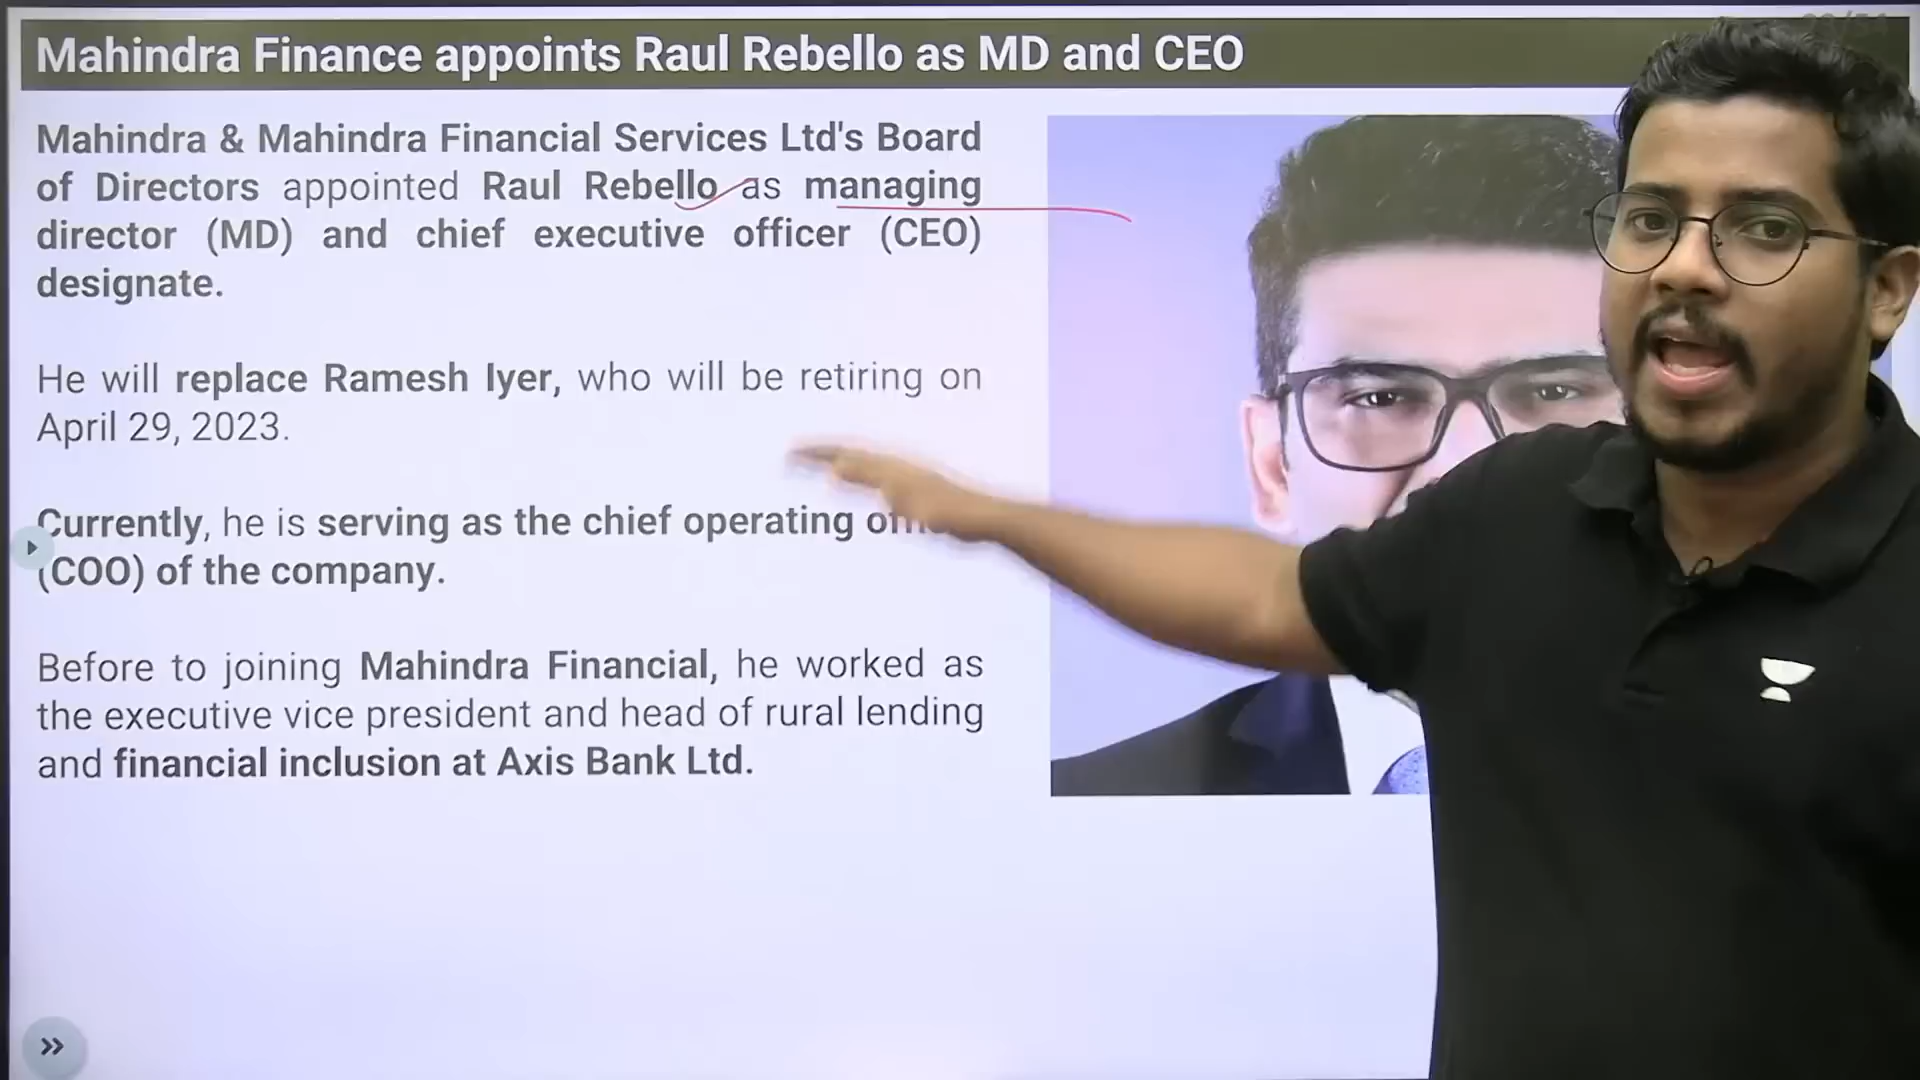 Mahindra Finance appoints Raul Rebello as MD and CEO
Mahindra & Mahindra Financial Services Ltd's Board
of Directors appointed Raul Rebello as managing
director (MD) and chief executive officer (CEO)
designate.
He will replace Ramesh Iyer, who will be retiring on
April 29, 2023.
Currently, he is serving as the chief operating
(COO) of the company.
Before to joining Mahindra Financial, he worked as
the executive vice president and head of rural lending
and financial inclusion at Axis Bank Ltd.